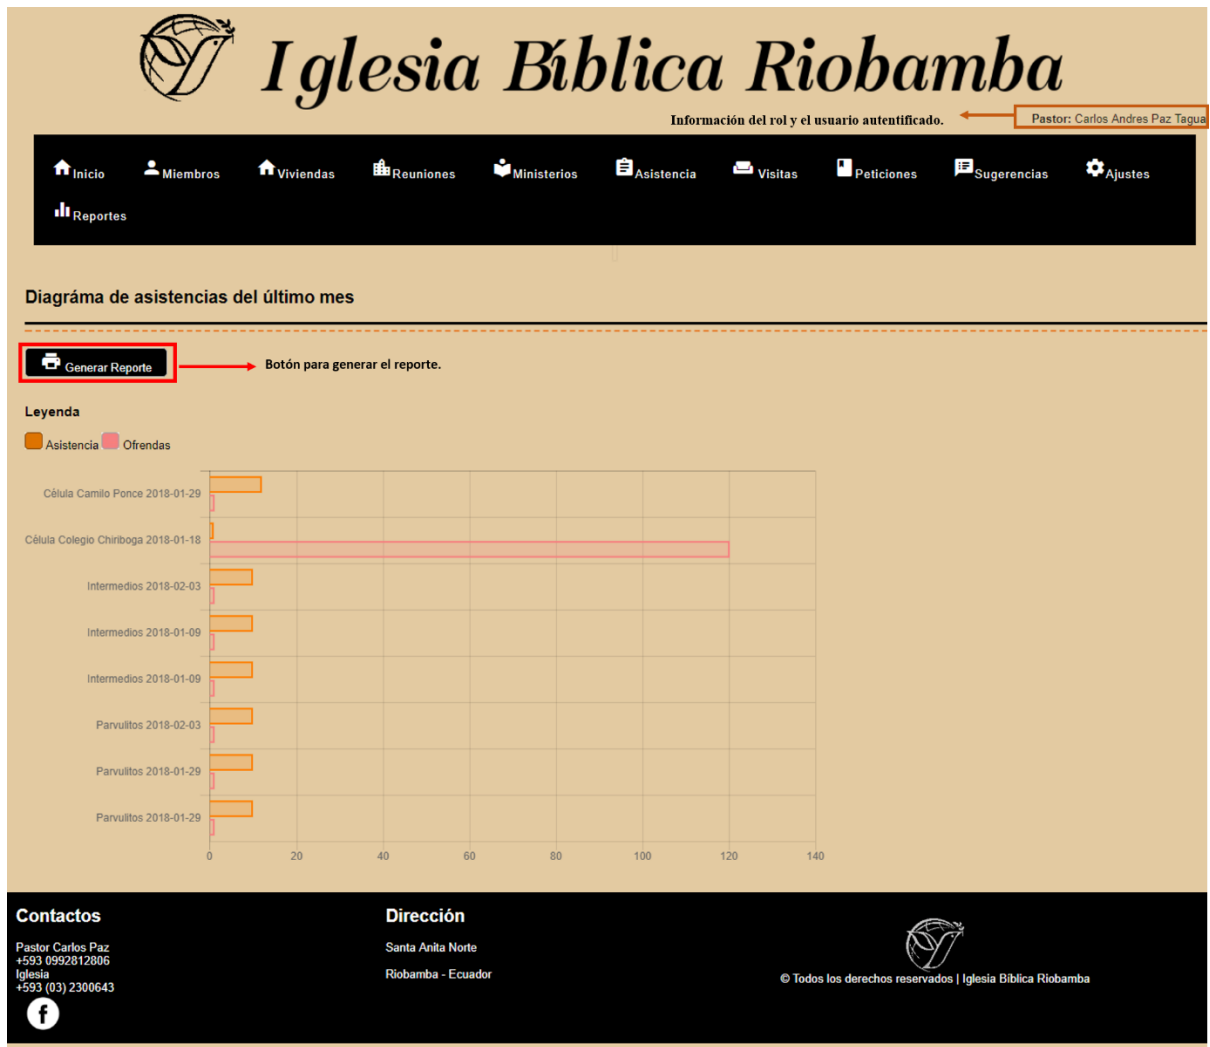 Iglesia Bíblica Riobamba
Información del rol y el usuario autentificado.
Pastor: Carlos Andres Paz Tagua
Inicio
Miembros
Viviendas
Reuniones
Ministerios
Asistencia
Visitas
Peticiones
Sugerencias
Ajustes
Reportes
Diagráma de asistencias del último mes
Generar Reporte
Botón para generar el reporte.
Leyenda
Asistencia Ofrendas
Célula Camilo Ponce 2018-01-29
Célula Colegio Chiriboga 2018-01-18
Intermedios 2018-02-03
Intermedios 2018-01-09
Intermedios 2018-01-09
Parvulitos 2018-02-03
Parvulitos 2018-01-29
Parvulitos 2018-01-29
0 20 40 60 80 100 120 140
Contactos
Pastor Carlos Paz
+593 0992812806
Iglesia
+593 (03) 2300643
f
Dirección
Santa Anita Norte
Riobamba - Ecuador
© Todos los derechos reservados | Iglesia Bíblica Riobamba